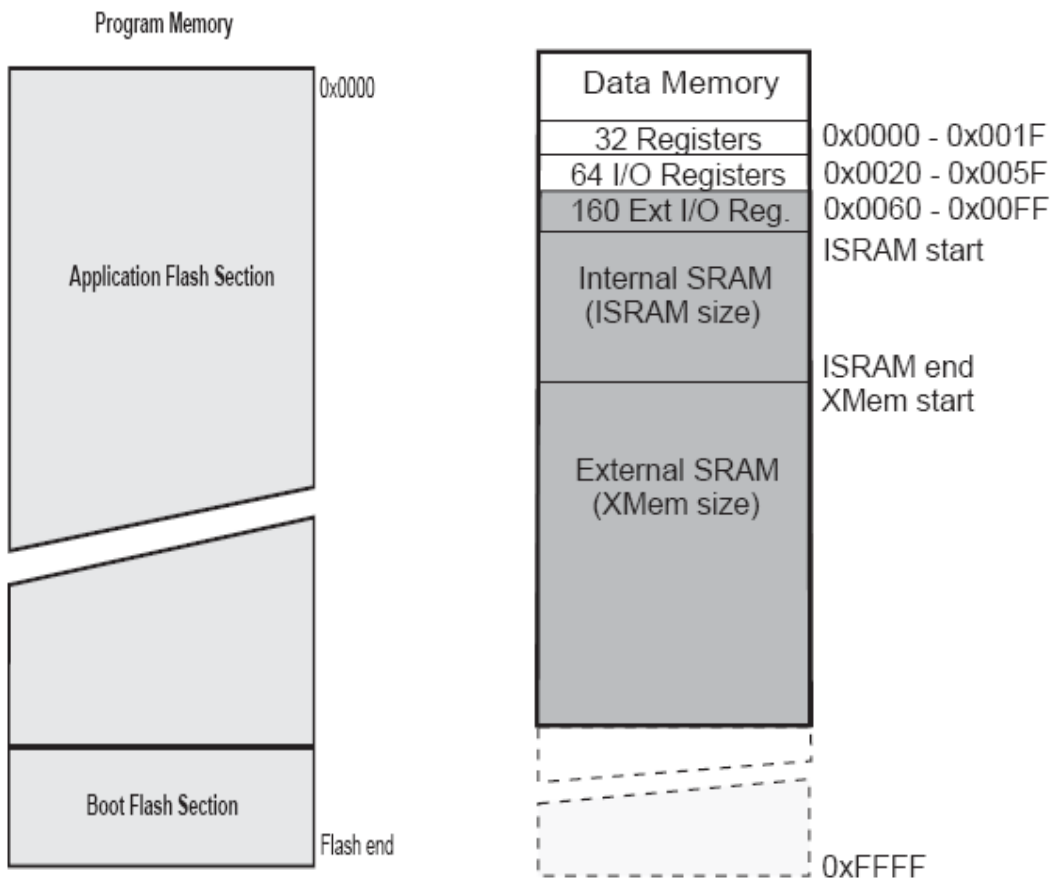 Program Memory
0x0000
Application Flash Section
Boot Flash Section
Flash end
Data Memory
32 Registers
0x0000 - 0x001F
64 I/O Registers
0x0020 - 0x005F
160 Ext I/O Reg.
0x0060 - 0x00FF
ISRAM start
Internal SRAM
(ISRAM size)
ISRAM end
XMem start
External SRAM
(XMem size)
0xFFFF